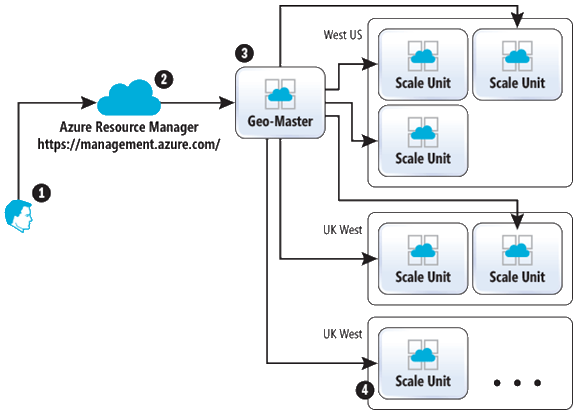 1
2
Azure Resource Manager
https://management.azure.com/
3
Geo-Master
West US
Scale Unit
Scale Unit
Scale Unit
UK West
Scale Unit
Scale Unit
UK West
4
Scale Unit
• • •